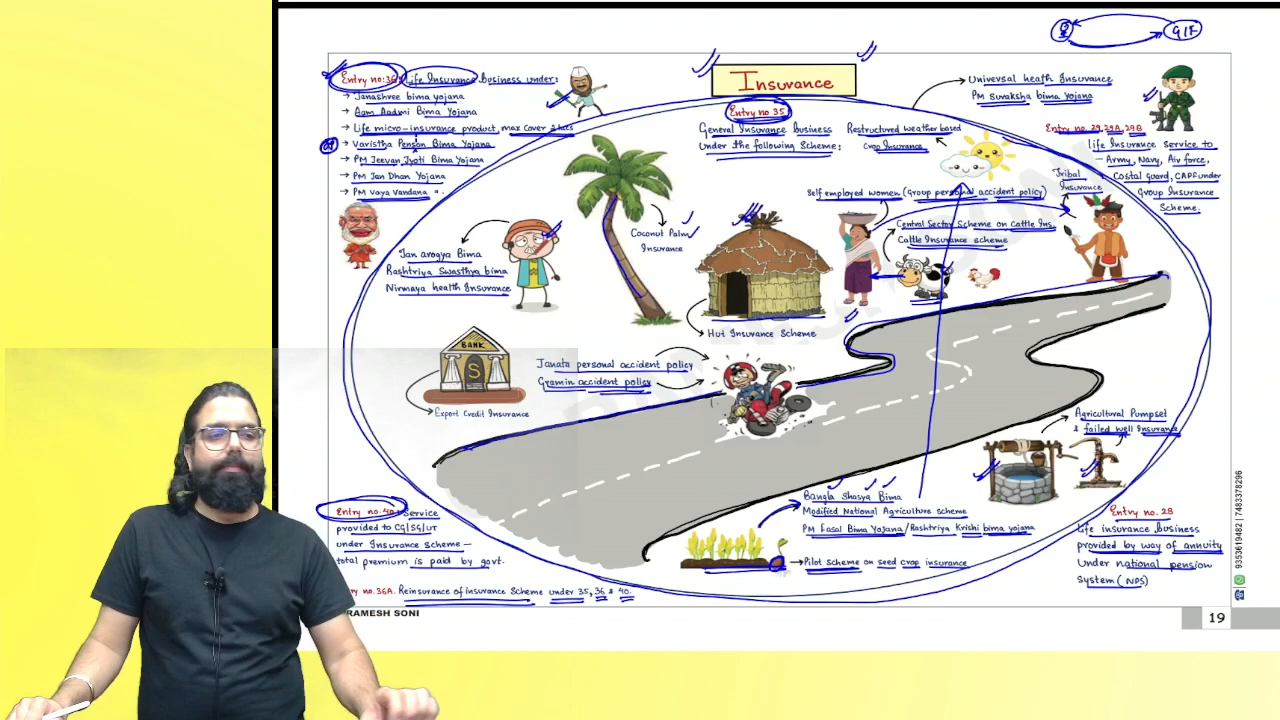 B
GIF
Insurance
Entry no:36: Life Insurance Business under:
→ Janashree bima yojana
→ Aam Aadmi Bima Yojana
→ Life micro-insurance product, max cover 2 lacs
→ Varistha Pension Bima Yojana
→ PM Jeevan Jyoti Bima Yojana
→ PM Jan Dhan Yojana
→ PM Vaya Vandana "
Entry no 35
General Insurance Business
Under the following Scheme:
Restructured weather based
Crop Insurance
Universal heath Insurance
PM Suraksha bima yojana
Entry no. 29, 29A, 29B
life Insurance Service to
- Army, Navy, Air force,
Costal guard, CAPF under
Group Insurance
Scheme.
Tribal
Insurance
Self employed women (Group personal accident policy)
Central Sector Scheme on Cattle Ins.
Cattle Insurance scheme
Coconut Palm
Insurance
Jan arogya Bima
Rashtriya Swasthya bima
Nirmaya health Insurance
Hut Insurance Scheme
BANK
S
Export Credit Insurance
Janata personal accident policy
Gramin accident policy
Agricultural Pumpset
& failed well Insurance
Bangla Shasya Bima
Modified National Agriculture scheme
PM Fasal Bima Yojana/Rashtriya Krishi bima yojana
→ Pilot Scheme on seed crop insurance
Entry no. 40: Service
provided to CG/SG/UT
under Insurance scheme –
total premium is paid by govt.
ry no. 36A. Reinsurance of insurance Scheme under 35, 36 & 40.
Entry no. 28
Life insurance business
provided by way of annuity
Under national pension
System (NPS)
RAMESH SONI
19
9353619482 | 7483378296